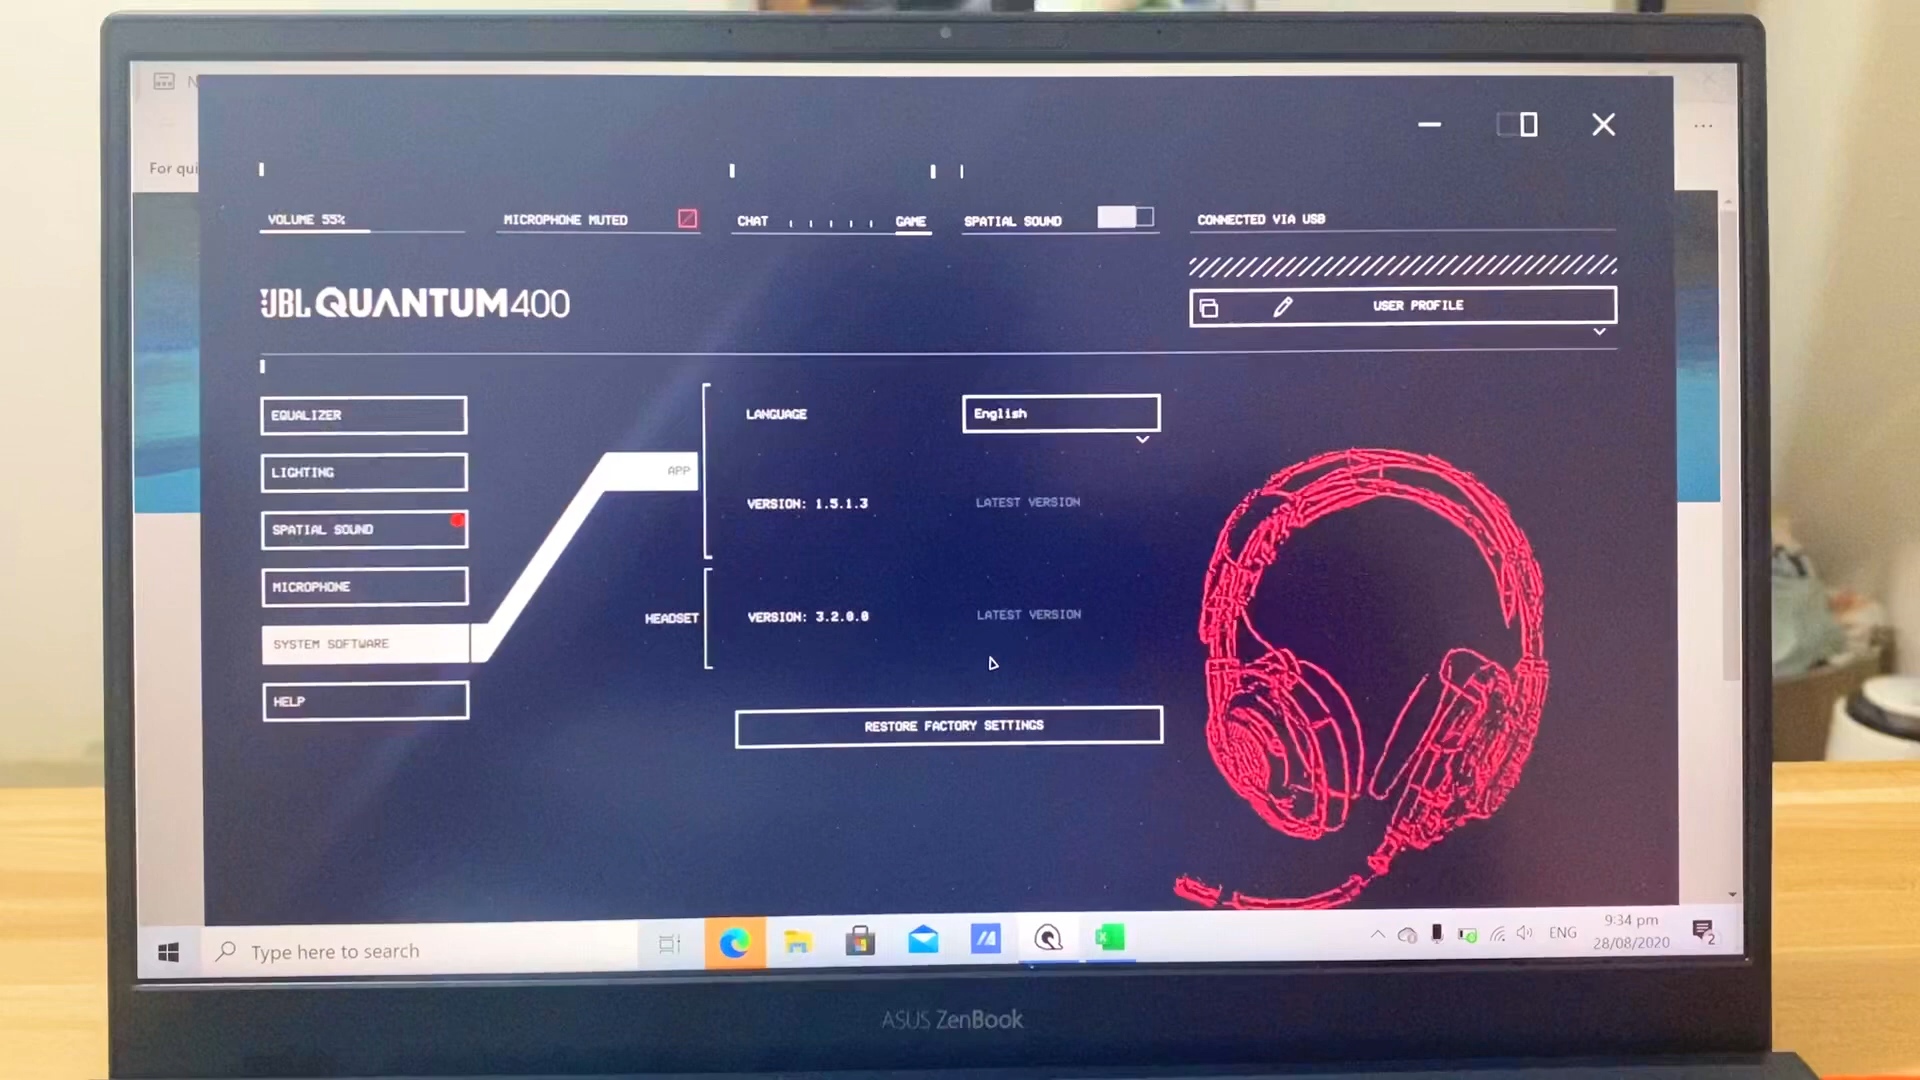 For qui
VOLUME 55%
MICROPHONE MUTED
CHAT
GAME
SPATIAL SOUND
CONNECTED VIA USB
JBL QUANTUM400
USER PROFILE
EQUALIZER
LIGHTING
SPATIAL SOUND
MICROPHONE
SYSTEM SOFTWARE
HELP
APP
LANGUAGE
English
VERSION: 1.5.1.3
LATEST VERSION
HEADSET
VERSION: 3.2.0.0
LATEST VERSION
RESTORE FACTORY SETTINGS
Type here to search
ENG
9:34 pm
28/08/2020
2
ASUS ZenBook